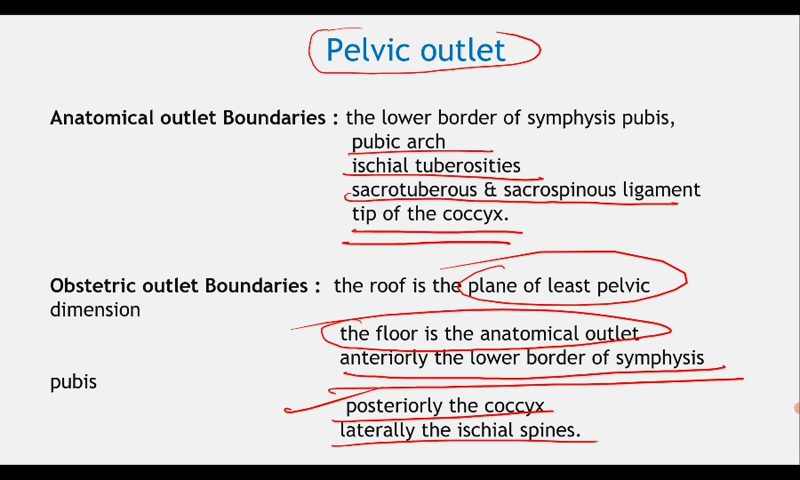 Pelvic outlet
Anatomical outlet Boundaries : the lower border of symphysis pubis,
pubic arch
ischial tuberosities
sacrotuberous & sacrospinous ligament
tip of the coccyx.
Obstetric outlet Boundaries : the roof is the plane of least pelvic
dimension
the floor is the anatomical outlet
anteriorly the lower border of symphysis
pubis
posteriorly the coccyx
laterally the ischial spines.